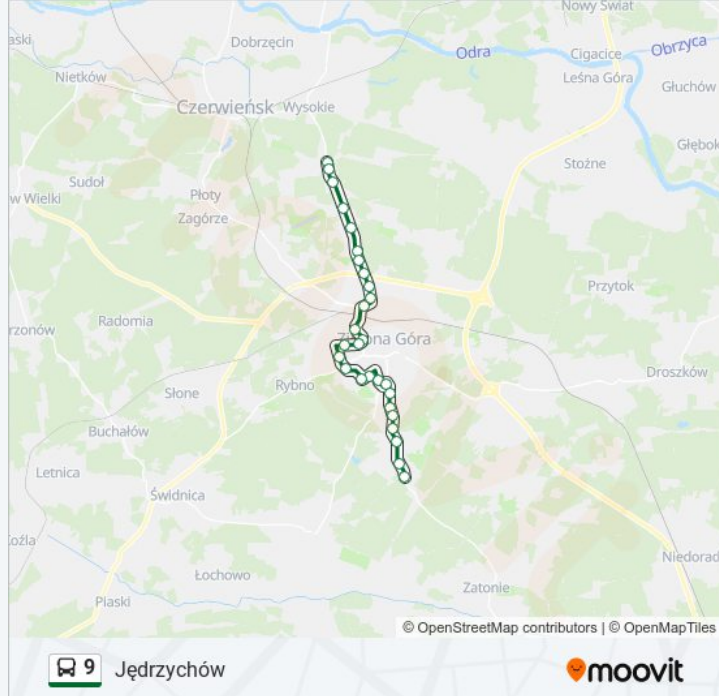 Nowy Świat
aski
Dobrzęcin
Odra
Cigacice
Obrzyca
Nietków
Leśna Góra
Głuchów
Czerwieńsk
Wysokie
Głębok
Stożne
Sudoł
w Wielki
Płoty
Zagórze
Przytok
Radomia
rzonów
Zielona Góra
Droszków
Rybno
Słone
Buchałów
Letnica
Świdnica
Koźla
Niedorad
Łochowo
Zatonie
Piaski
© OpenStreetMap contributors | © OpenMapTiles
9 Jędrzychów
moovit